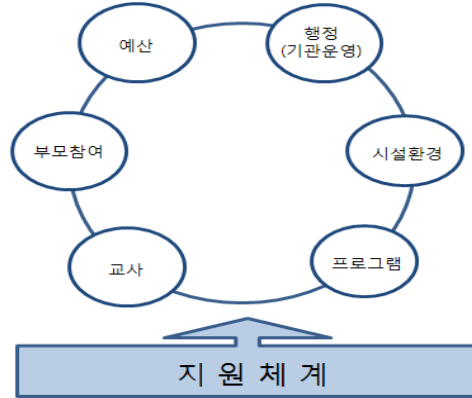 예산
행정
(기관운영)
부모참여
시설환경
교사
프로그램
지 원 체 계